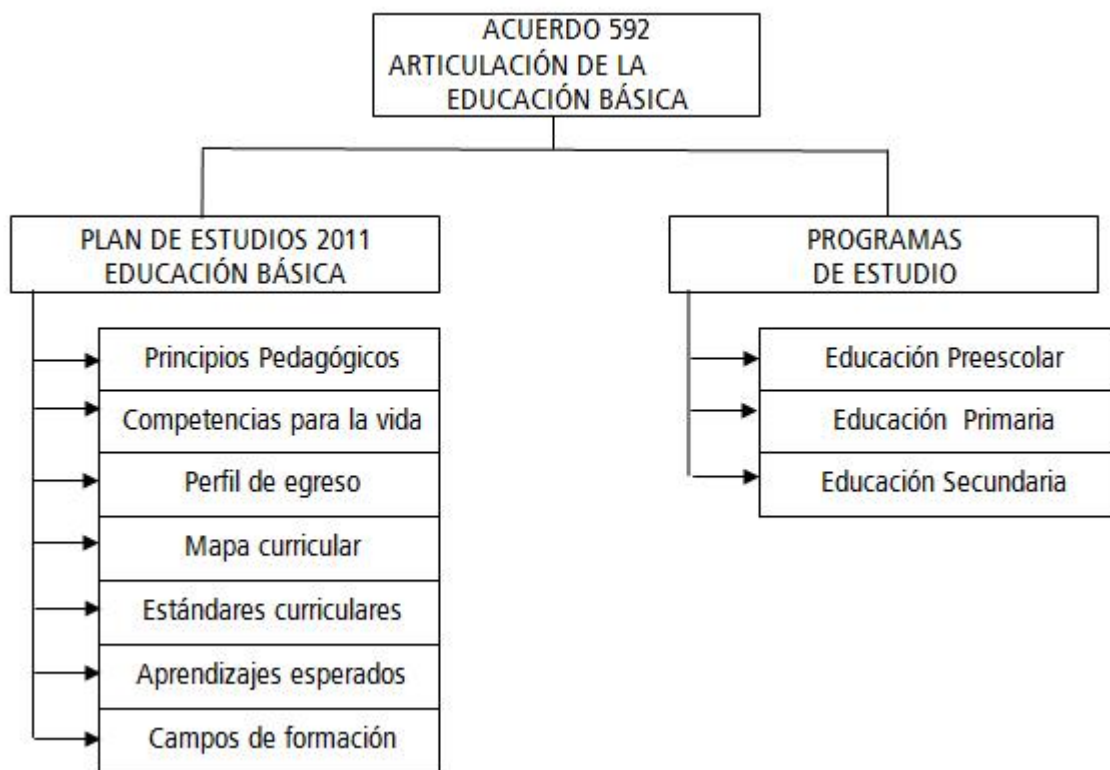 ACUERDO 592
ARTICULACIÓN DE LA
EDUCACIÓN BÁSICA
PLAN DE ESTUDIOS 2011
EDUCACIÓN BÁSICA
Principios Pedagógicos
Competencias para la vida
Perfil de egreso
Mapa curricular
Estándares curriculares
Aprendizajes esperados
Campos de formación
PROGRAMAS
DE ESTUDIO
Educación Preescolar
Educación Primaria
Educación Secundaria